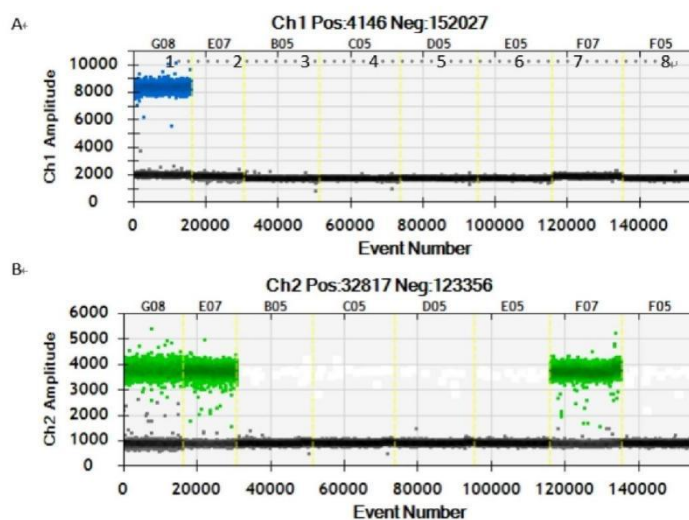 A
Ch1 Pos:4146 Neg:152027
G08 E07 B05 C05 D05 E05 F07 F05
1 2 3 4 5 6 7 8
10000
8000
6000
4000
2000
0
Ch1 Amplitude
0 20000 40000 60000 80000 100000 120000 140000
Event Number
B
Ch2 Pos:32817 Neg:123356
G08 E07 B05 C05 D05 E05 F07 F05
6000
5000
4000
3000
2000
1000
0
Ch2 Amplitude
0 20000 40000 60000 80000 100000 120000 140000
Event Number